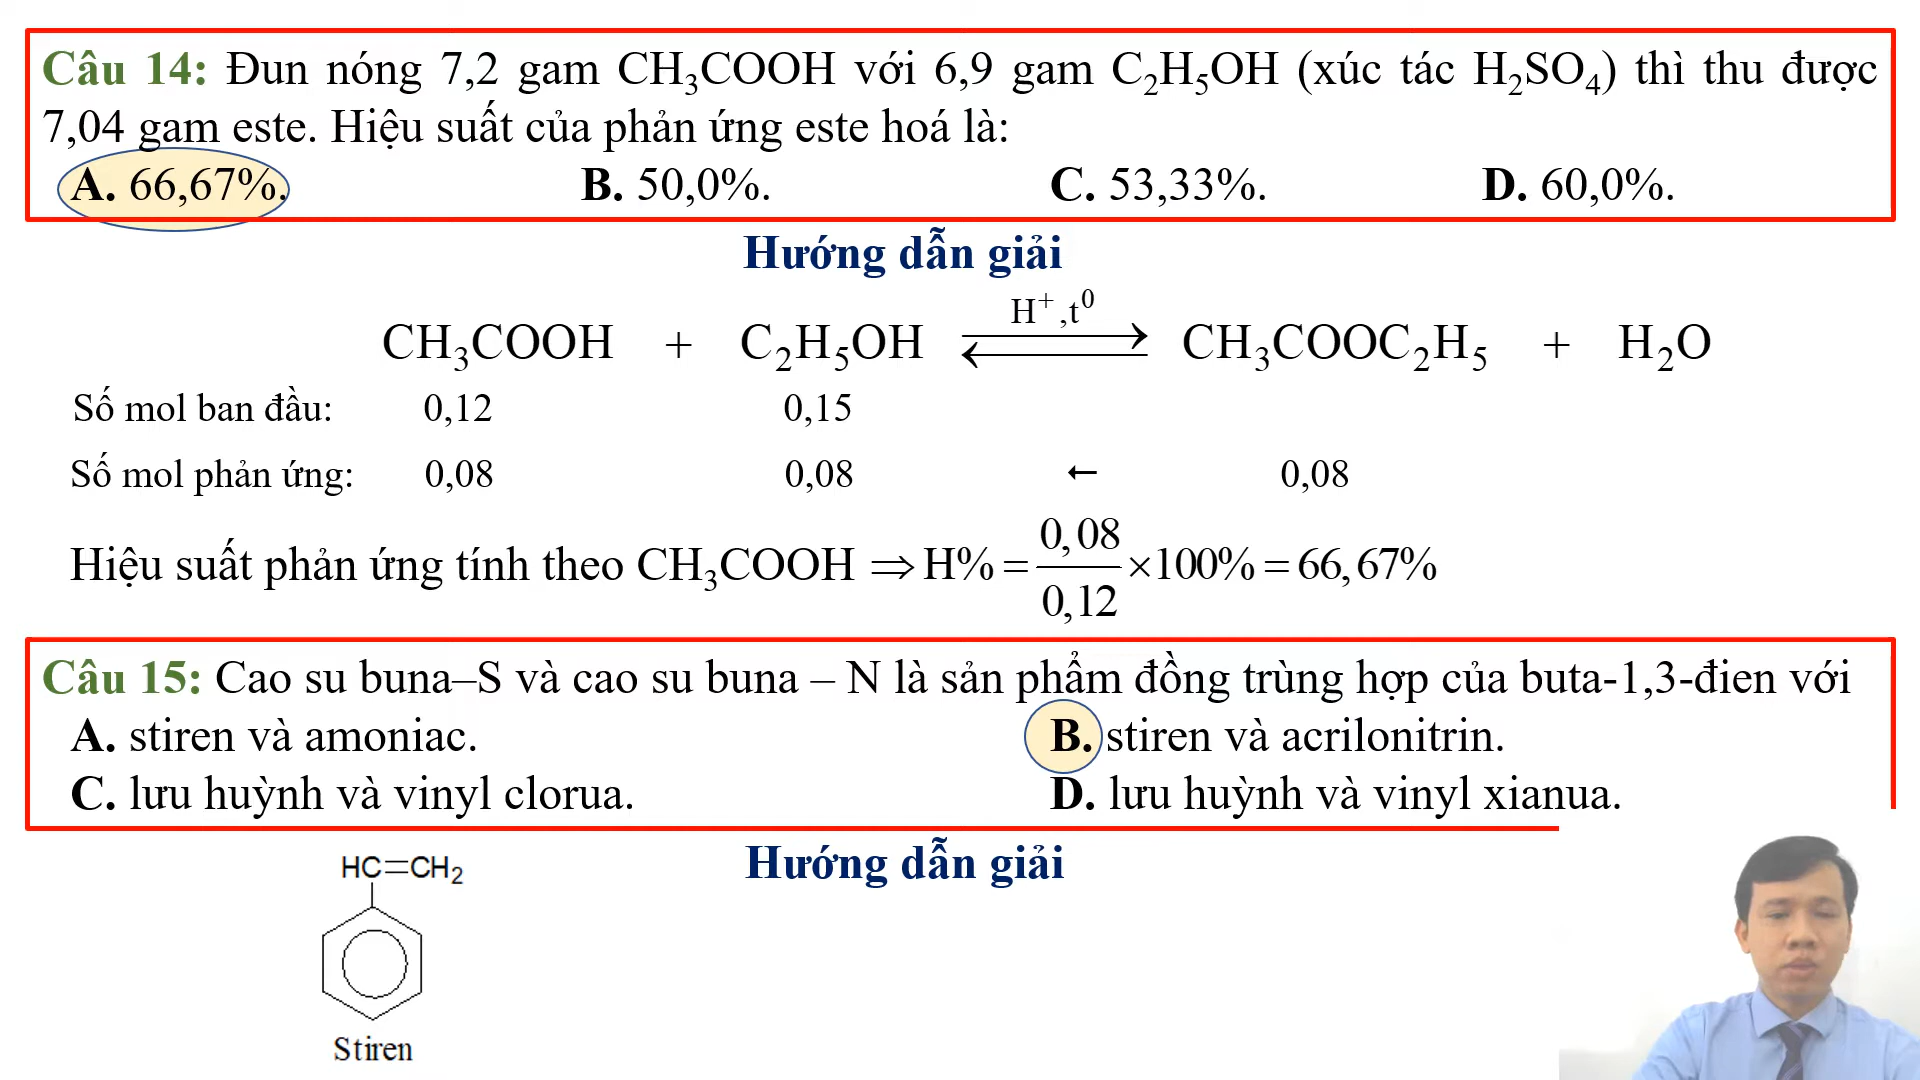 Câu 14: Đun nóng 7,2 gam CH₃COOH với 6,9 gam C₂H₅OH (xúc tác H₂SO₄) thì thu được
7,04 gam este. Hiệu suất của phản ứng este hoá là:
A. 66,67%. B. 50,0%. C. 53,33%. D. 60,0%.
Hướng dẫn giải
H⁺,t⁰
CH₃COOH + C₂H₅OH ⇌ CH₃COOC₂H₅ + H₂O
Số mol ban đầu: 0,12 0,15
Số mol phản ứng: 0,08 0,08 ← 0,08
Hiệu suất phản ứng tính theo CH₃COOH ⇒ H% = 0,08/0,12 ×100% = 66,67%
Câu 15: Cao su buna–S và cao su buna – N là sản phẩm đồng trùng hợp của buta-1,3-đien với
A. stiren và amoniac. B. stiren và acrilonitrin.
C. lưu huỳnh và vinyl clorua. D. lưu huỳnh và vinyl xianua.
Hướng dẫn giải
HC=CH₂
Stiren